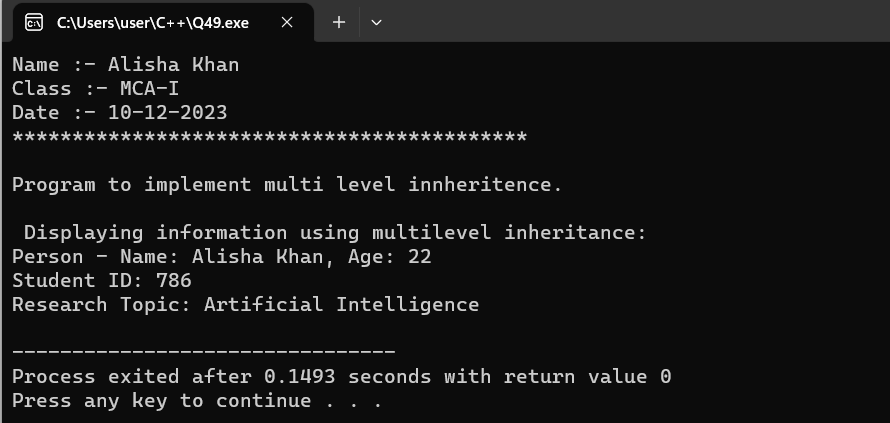 C:\Users\user\C++\Q49.exe
Name :- Alisha Khan
Class :- MCA-I
Date :- 10-12-2023
*******************************************
Program to implement multi level innheritence.
Displaying information using multilevel inheritance:
Person - Name: Alisha Khan, Age: 22
Student ID: 786
Research Topic: Artificial Intelligence
--------------------------------
Process exited after 0.1493 seconds with return value 0
Press any key to continue . . .